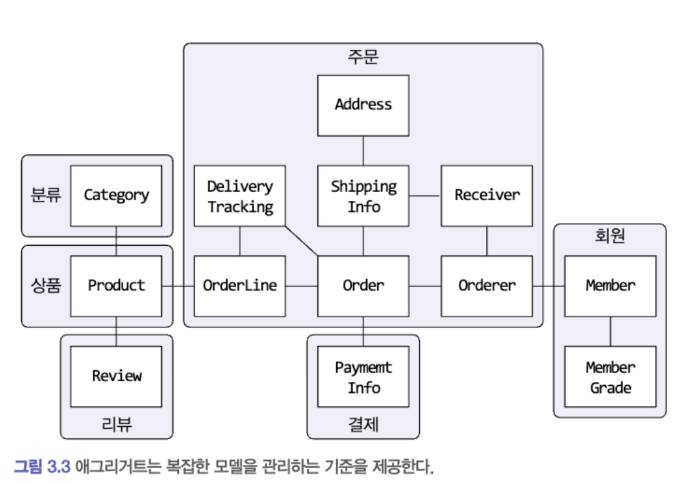 주문
Address
분류
Category
Delivery
Tracking
Shipping
Info
Receiver
회원
상품
Product
OrderLine
Order
Orderer
Member
Review
리뷰
Paymemt
Info
결제
Member
Grade
그림 3.3 애그리거트는 복잡한 모델을 관리하는 기준을 제공한다.